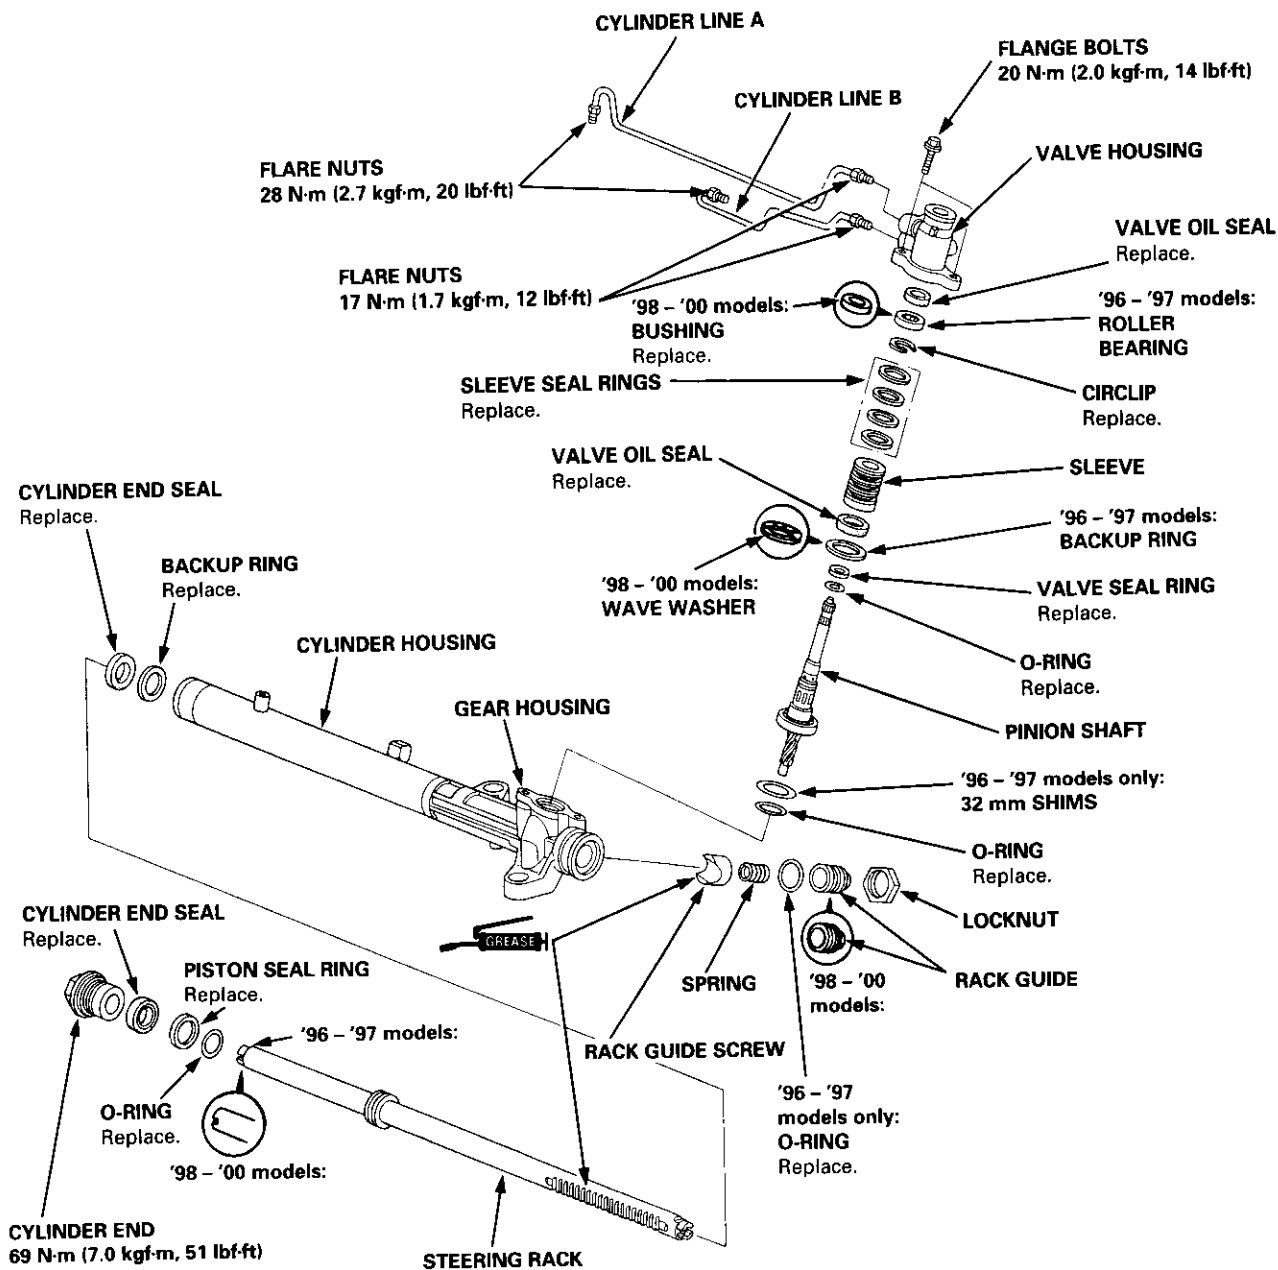 CYLINDER LINE A
FLANGE BOLTS
20 N·m (2.0 kgf·m, 14 lbf·ft)
CYLINDER LINE B
VALVE HOUSING
FLARE NUTS
28 N·m (2.7 kgf·m, 20 lbf·ft)
VALVE OIL SEAL
Replace.
FLARE NUTS
17 N·m (1.7 kgf·m, 12 lbf·ft)
'98 – '00 models:
BUSHING
Replace.
'96 – '97 models:
ROLLER
BEARING
SLEEVE SEAL RINGS
Replace.
CIRCLIP
Replace.
VALVE OIL SEAL
Replace.
SLEEVE
CYLINDER END SEAL
Replace.
'96 – '97 models:
BACKUP RING
BACKUP RING
Replace.
'98 – '00 models:
WAVE WASHER
VALVE SEAL RING
Replace.
CYLINDER HOUSING
O-RING
Replace.
GEAR HOUSING
PINION SHAFT
'96 – '97 models only:
32 mm SHIMS
O-RING
Replace.
CYLINDER END SEAL
Replace.
LOCKNUT
GREASE
PISTON SEAL RING
Replace.
SPRING
'98 – '00
models:
RACK GUIDE
'96 – '97 models:
RACK GUIDE SCREW
O-RING
Replace.
'96 – '97
models only:
O-RING
Replace.
'98 – '00 models:
CYLINDER END
69 N·m (7.0 kgf·m, 51 lbf·ft)
STEERING RACK